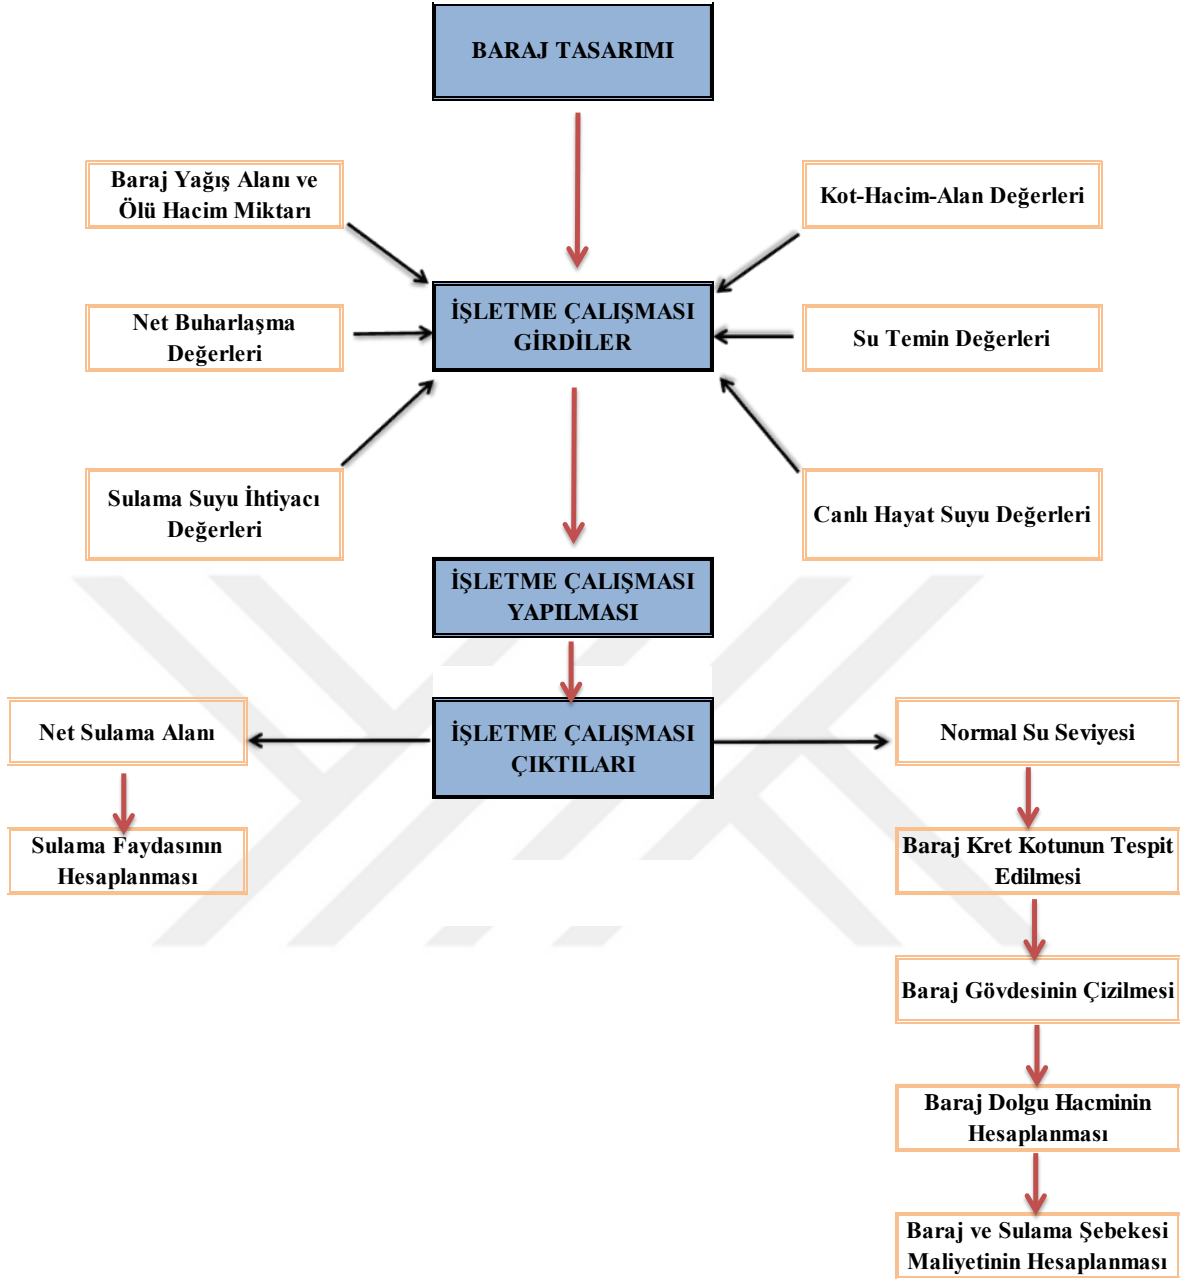 BARAJ TASARIMI
Baraj Yağış Alanı ve
Ölü Hacim Miktarı
Kot-Hacim-Alan Değerleri
Net Buharlaşma
Değerleri
İŞLETME ÇALIŞMASI
GİRDİLER
Su Temin Değerleri
Sulama Suyu İhtiyacı
Değerleri
Canlı Hayat Suyu Değerleri
İŞLETME ÇALIŞMASI
YAPILMASI
Net Sulama Alanı
İŞLETME ÇALIŞMASI
ÇIKTILARI
Normal Su Seviyesi
Sulama Faydasının
Hesaplanması
Baraj Kret Kotunun Tespit
Edilmesi
Baraj Gövdesinin Çizilmesi
Baraj Dolgu Hacminin
Hesaplanması
Baraj ve Sulama Şebekesi
Maliyetinin Hesaplanması